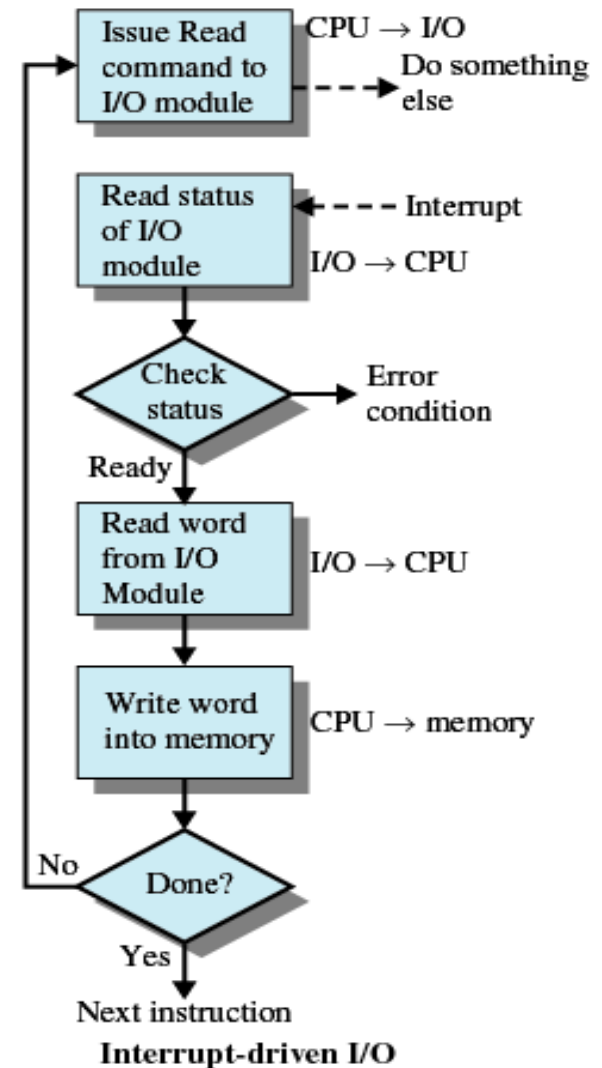 Issue Read
command to
I/O module
CPU → I/O
Do something
else
Read status
of I/O
module
Interrupt
I/O → CPU
Check
status
Error
condition
Ready
Read word
from I/O
Module
I/O → CPU
Write word
into memory
CPU → memory
No
Done?
Yes
Next instruction
Interrupt-driven I/O